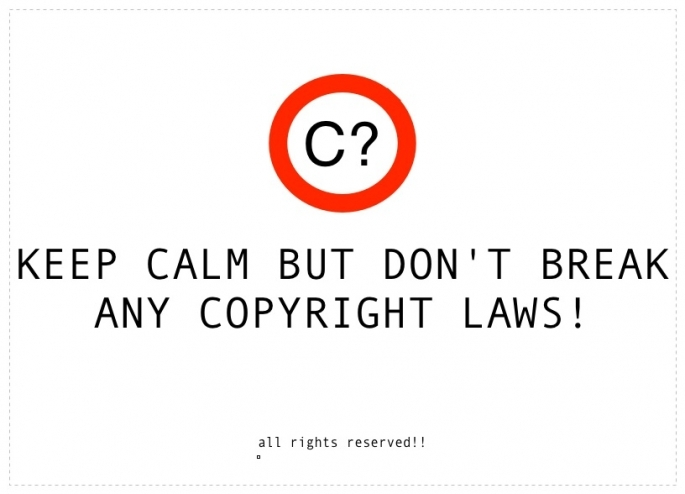 C?
KEEP CALM BUT DON'T BREAK
ANY COPYRIGHT LAWS!
all rights reserved!!